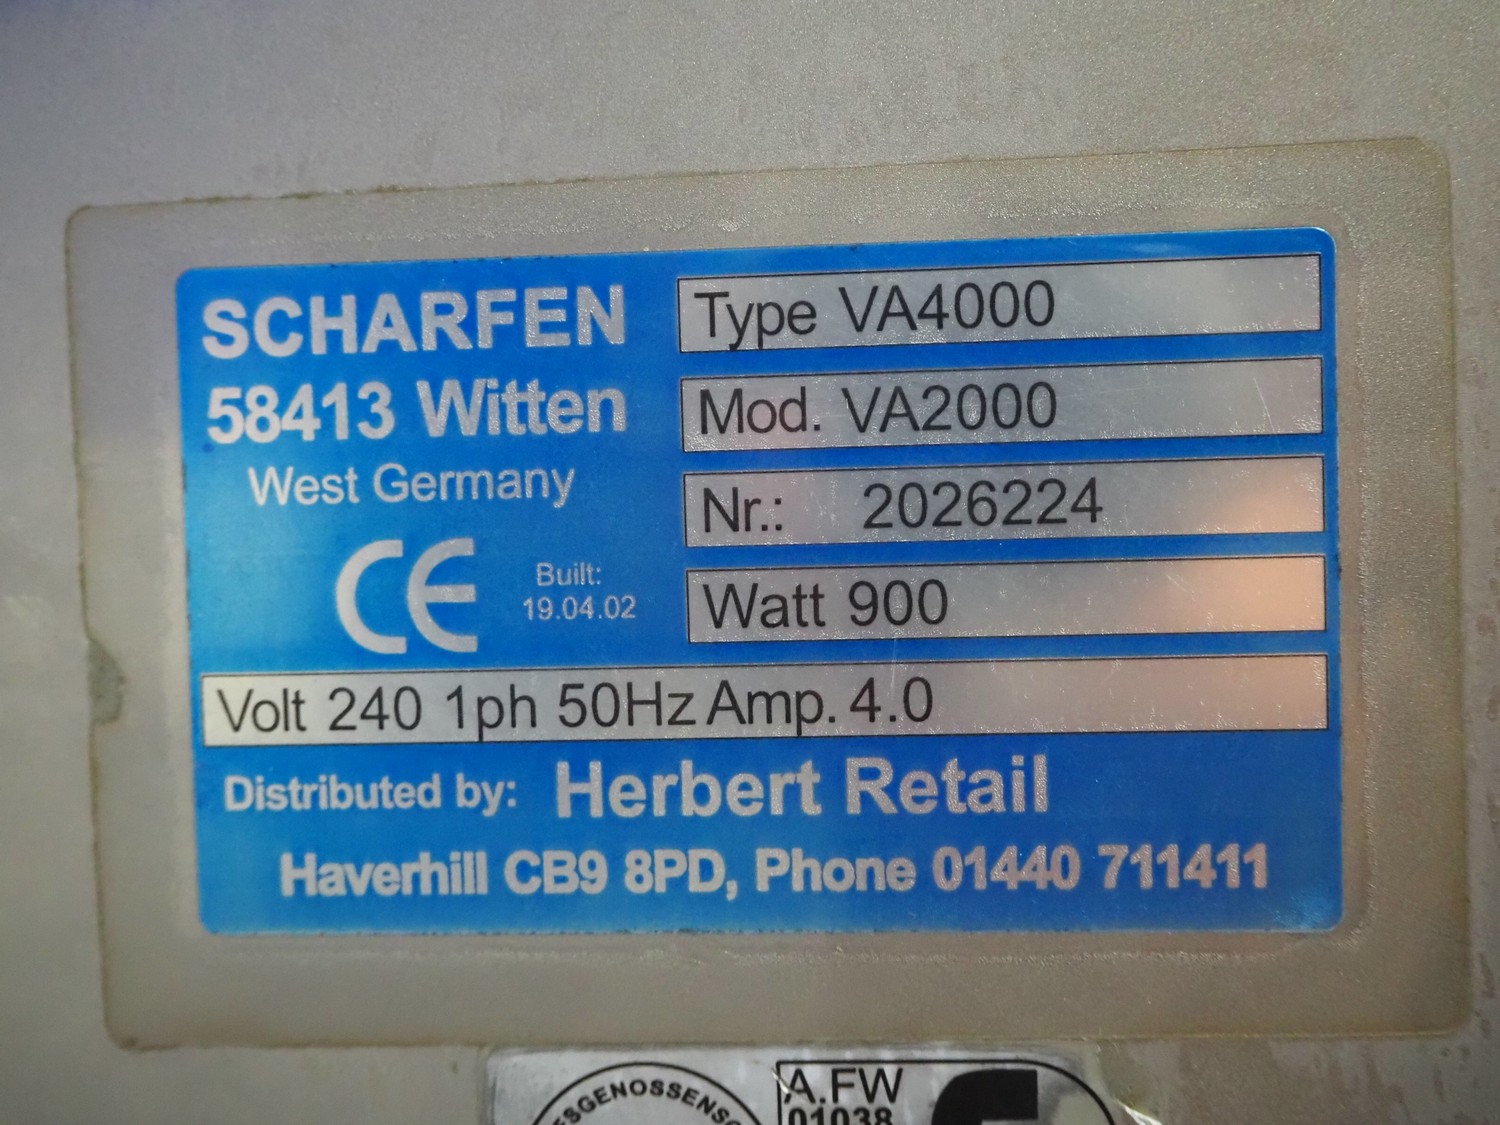 SCHARFEN
58413 Witten
West Germany
CE
Built:
19.04.02
Type VA4000
Mod. VA2000
Nr.: 2026224
Watt 900
Volt 240 1ph 50Hz Amp. 4.0
Distributed by: Herbert Retail
Haverhill CB9 8PD, Phone 01440 711411
A.FW
01038